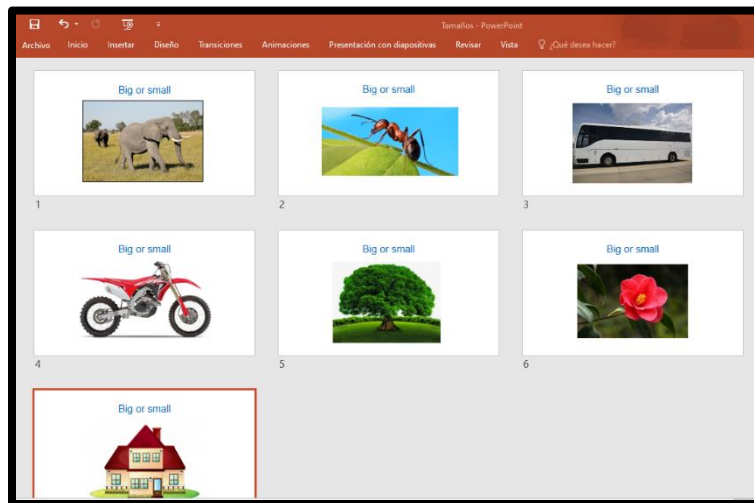 Tamaños - PowerPoint
Archivo Inicio Insertar Diseño Transiciones Animaciones Presentación con diapositivas Revisar Vista ¿Qué desea hacer?
Big or small Big or small Big or small
1 2 3
Big or small Big or small Big or small
4 5 6
Big or small